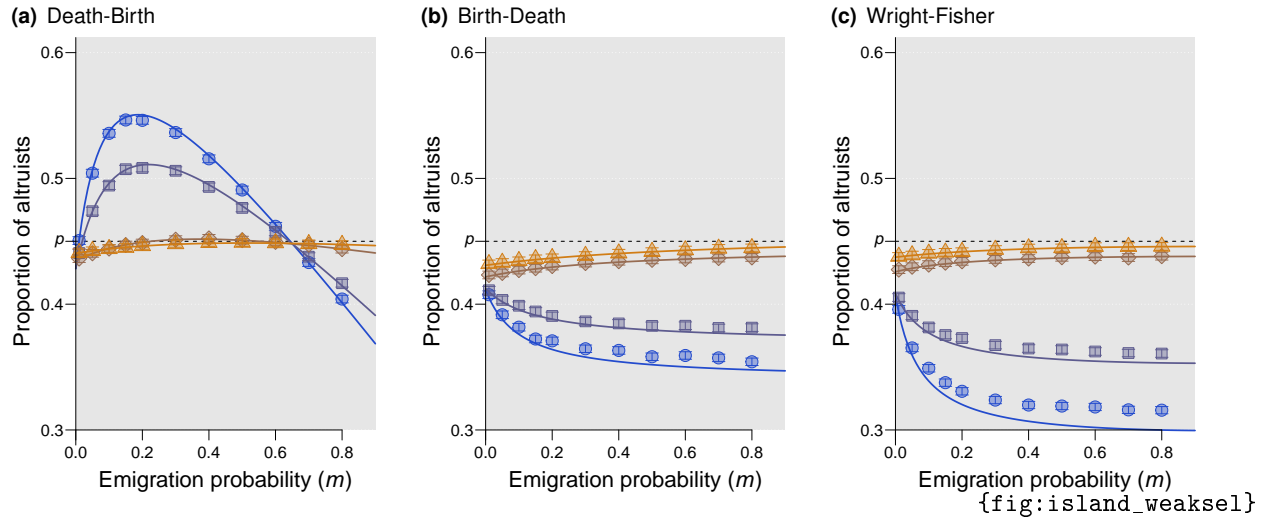 (a) Death-Birth
0.6
0.5
p
0.4
0.3
Proportion of altruists
0.0 0.2 0.4 0.6 0.8
Emigration probability (m)
(b) Birth-Death
0.6
0.5
p
0.4
0.3
Proportion of altruists
0.0 0.2 0.4 0.6 0.8
Emigration probability (m)
(c) Wright-Fisher
0.6
0.5
p
0.4
0.3
Proportion of altruists
0.0 0.2 0.4 0.6 0.8
Emigration probability (m)
{fig:island_weaksel}